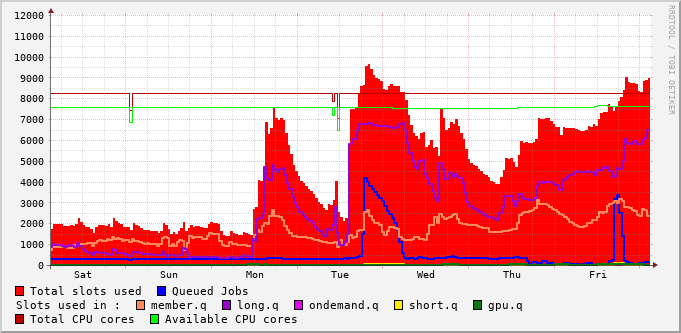 RRDTOOL / TOBI OETIKER
12000
11000
10000
9000
8000
7000
6000
5000
4000
3000
2000
1000
0
Sat Sun Mon Tue Wed Thu Fri
Total slots used Queued Jobs
Slots used in : member.q long.q ondemand.q short.q gpu.q
Total CPU cores Available CPU cores